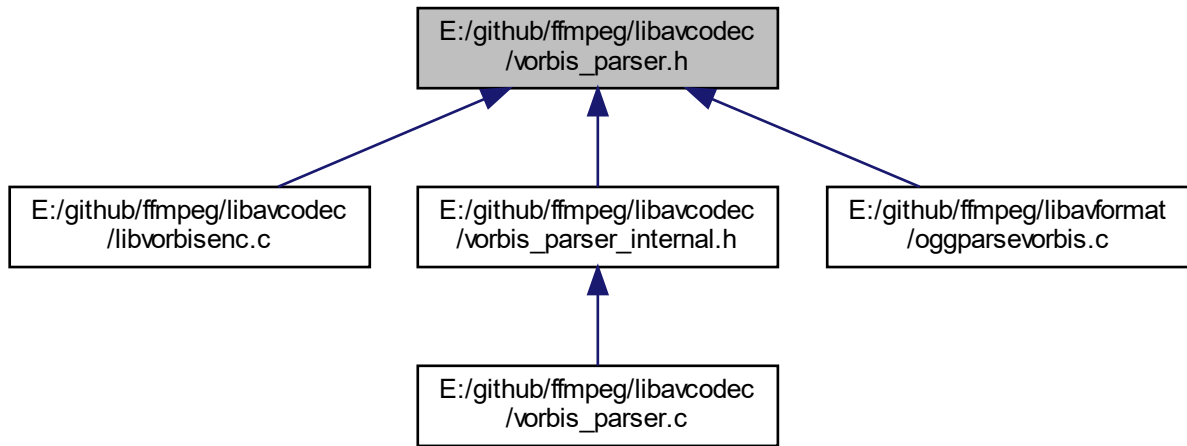 E:/github/ffmpeg/libavcodec
/vorbis_parser.h
E:/github/ffmpeg/libavcodec
/libvorbisenc.c
E:/github/ffmpeg/libavcodec
/vorbis_parser_internal.h
E:/github/ffmpeg/libavformat
/oggparsevorbis.c
E:/github/ffmpeg/libavcodec
/vorbis_parser.c